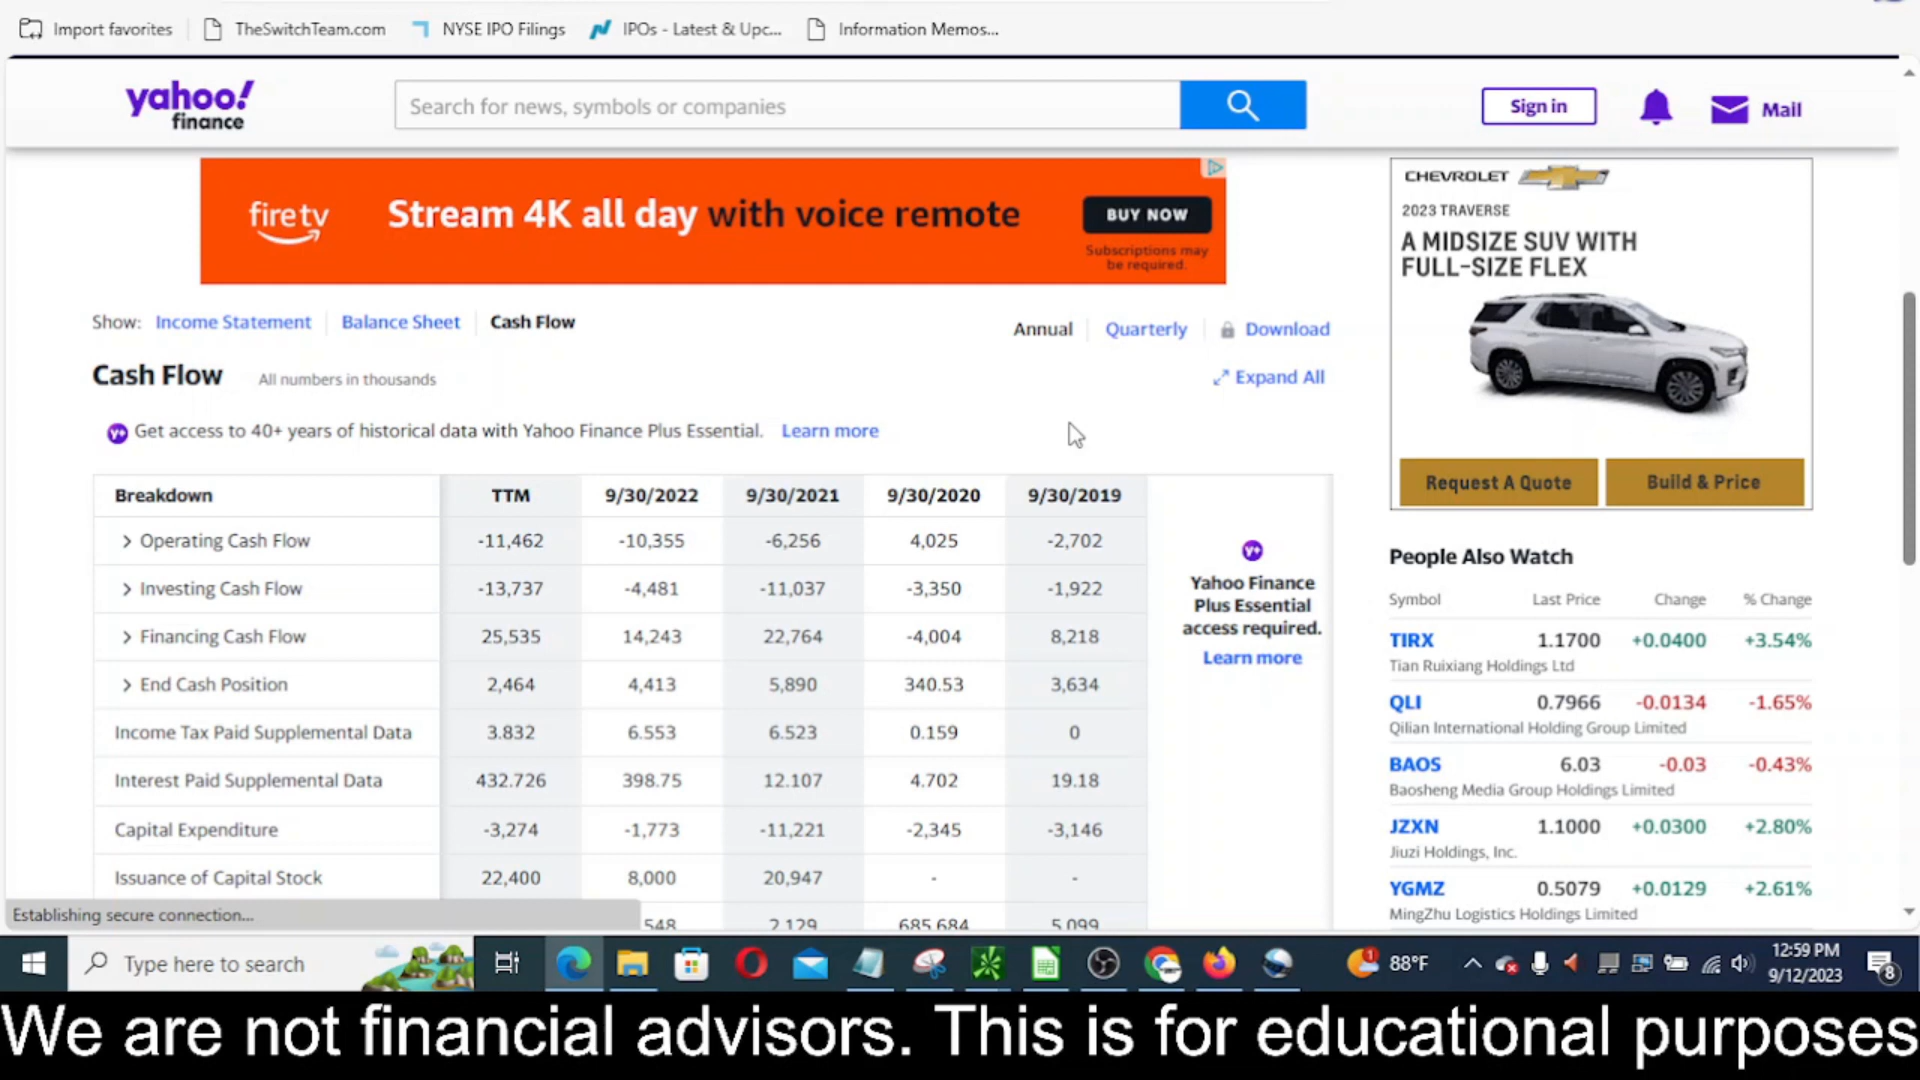 Import favorites TheSwitchTeam.com NYSE IPO Filings IPOs - Latest & Upc... Information Memos...
yahoo!
finance
Search for news, symbols or companies
Sign in
Mail
fire tv
Stream 4K all day with voice remote
BUY NOW
Subscriptions may
be required.
CHEVROLET
2023 TRAVERSE
A MIDSIZE SUV WITH
FULL-SIZE FLEX
Request A Quote Build & Price
Show: Income Statement Balance Sheet Cash Flow
Annual Quarterly Download
Cash Flow All numbers in thousands
Expand All
Get access to 40+ years of historical data with Yahoo Finance Plus Essential. Learn more
Breakdown TTM 9/30/2022 9/30/2021 9/30/2020 9/30/2019
Operating Cash Flow -11,462 -10,355 -6,256 4,025 -2,702
Investing Cash Flow -13,737 -4,481 -11,037 -3,350 -1,922
Financing Cash Flow 25,535 14,243 22,764 -4,004 8,218
End Cash Position 2,464 4,413 5,890 340.53 3,634
Income Tax Paid Supplemental Data 3.832 6.553 6.523 0.159 0
Interest Paid Supplemental Data 432.726 398.75 12.107 4.702 19.18
Capital Expenditure -3,274 -1,773 -11,221 -2,345 -3,146
Issuance of Capital Stock 22,400 8,000 20,947 - -
548 2,129 685.684 5,099
Yahoo Finance
Plus Essential
access required.
Learn more
People Also Watch
Symbol Last Price Change % Change
TIRX 1.1700 +0.0400 +3.54%
Tian Ruixiang Holdings Ltd
QLI 0.7966 -0.0134 -1.65%
Qilian International Holding Group Limited
BAOS 6.03 -0.03 -0.43%
Baosheng Media Group Holdings Limited
JZXN 1.1000 +0.0300 +2.80%
Jiuzi Holdings, Inc.
YGMZ 0.5079 +0.0129 +2.61%
MingZhu Logistics Holdings Limited
Establishing secure connection...
Type here to search
88°F
12:59 PM
9/12/2023
8
We are not financial advisors. This is for educational purposes